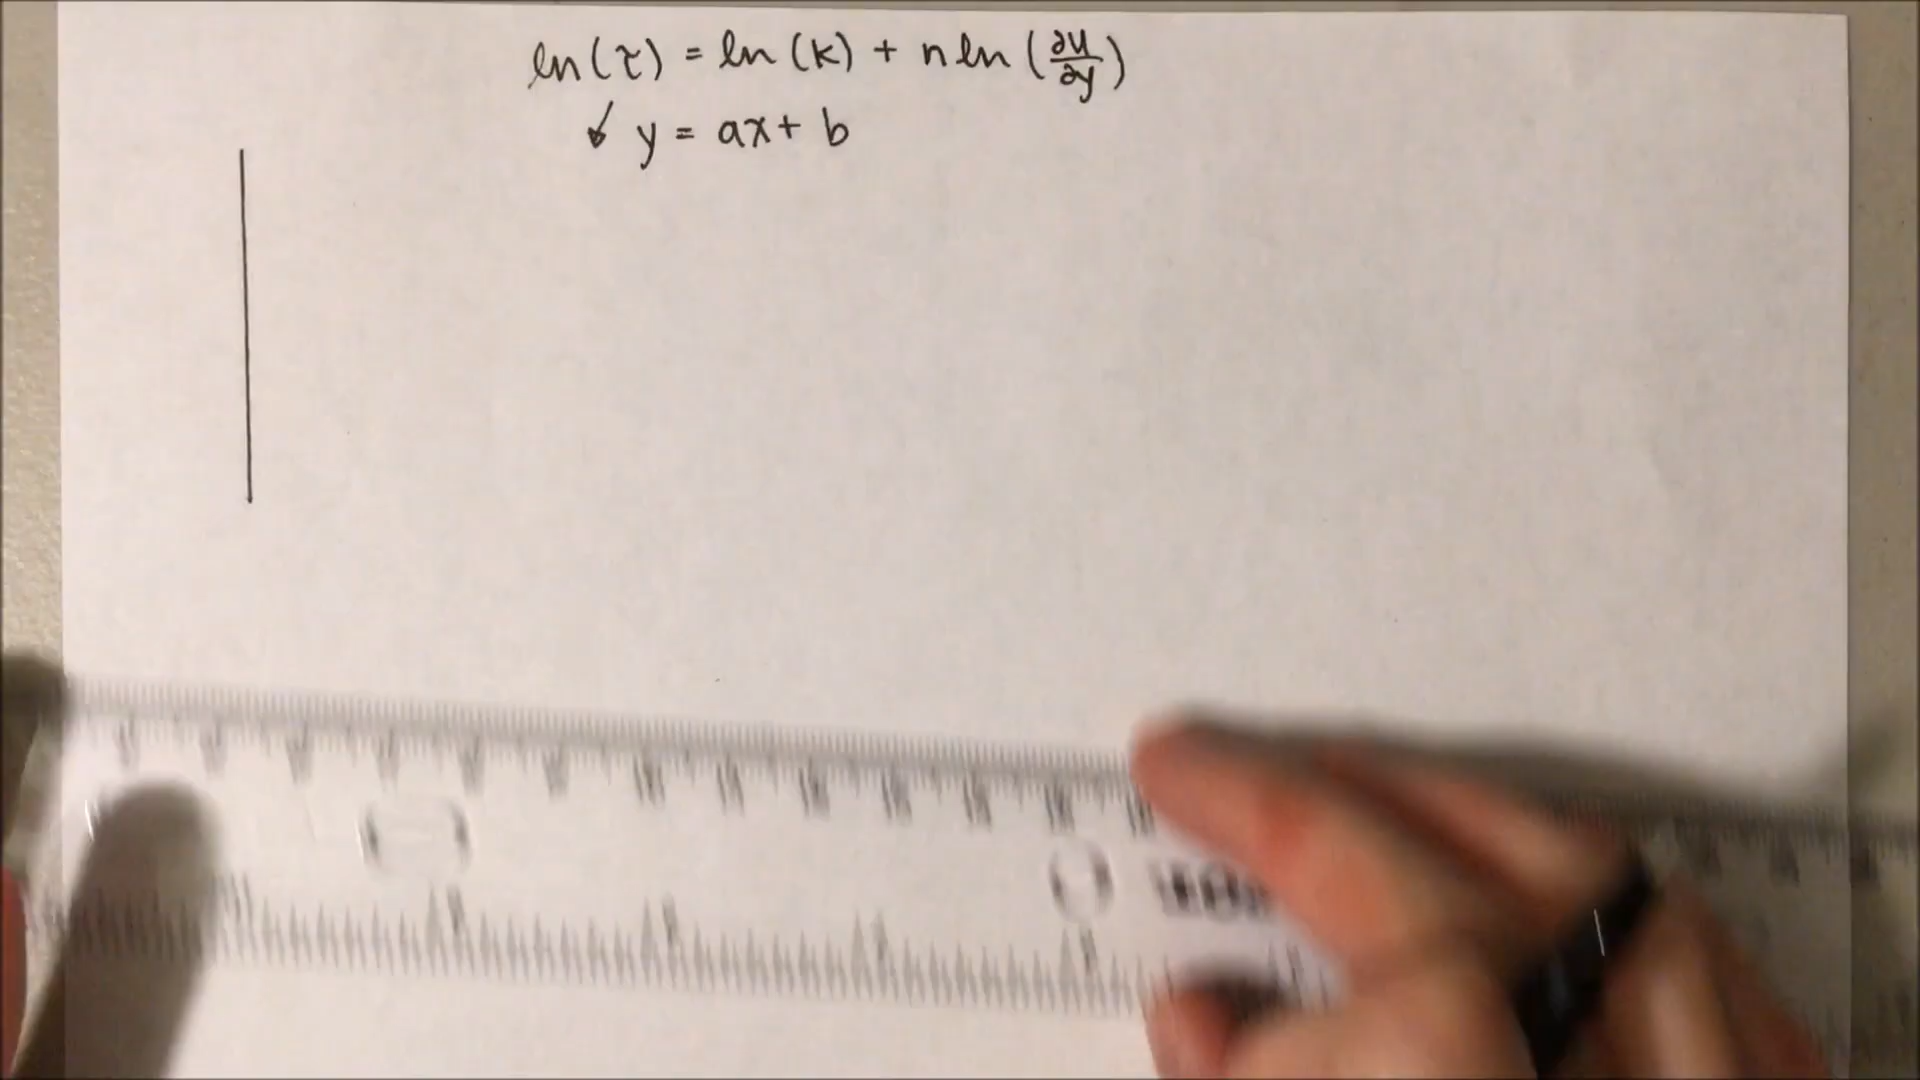 ln(τ) = ln(K) + n ln(∂u/∂y)
↙ y = ax + b